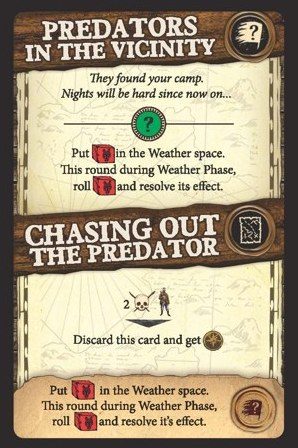 PREDATORS
IN THE VICINITY
?
They found your camp.
Nights will be hard since now on...
?
Put in the Weather space.
This round during Weather Phase,
roll and resolve its effect.
CHASING OUT
THE PREDATOR
2
Discard this card and get
Put in the Weather space.
This round during Weather Phase,
roll and resolve it's effect.
?